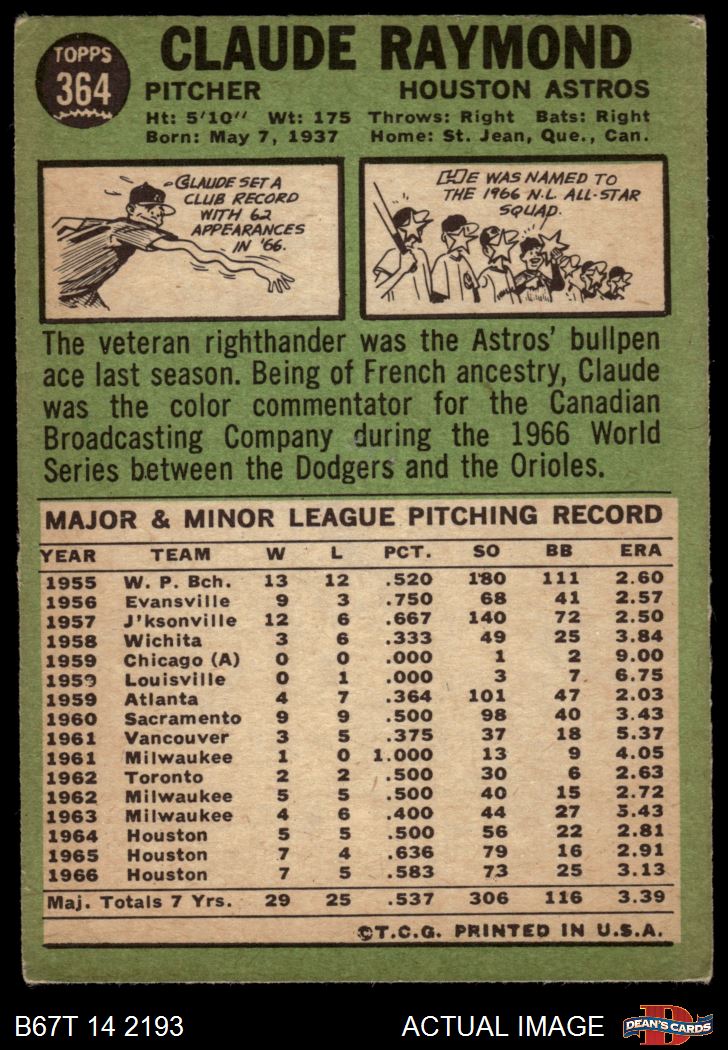 TOPPS
364
CLAUDE RAYMOND
PITCHER HOUSTON ASTROS
Ht: 5'10" Wt: 175 Throws: Right Bats: Right
Born: May 7, 1937 Home: St. Jean, Que., Can.
CLAUDE SET A
CLUB RECORD
WITH 62
APPEARANCES
IN '66.
HE WAS NAMED TO
THE 1966 N.L. ALL-STAR
SQUAD.
The veteran righthander was the Astros' bullpen
ace last season. Being of French ancestry, Claude
was the color commentator for the Canadian
Broadcasting Company during the 1966 World
Series between the Dodgers and the Orioles.
MAJOR & MINOR LEAGUE PITCHING RECORD
YEAR TEAM W L PCT. SO BB ERA
1955 W. P. Bch. 13 12 .520 180 111 2.60
1956 Evansville 9 3 .750 68 41 2.57
1957 J'ksonville 12 6 .667 140 72 2.50
1958 Wichita 3 6 .333 49 25 3.84
1959 Chicago (A) 0 0 .000 1 2 9.00
1959 Louisville 0 1 .000 3 7 6.75
1959 Atlanta 4 7 .364 101 47 2.03
1960 Sacramento 9 9 .500 98 40 3.43
1961 Vancouver 3 5 .375 37 18 5.37
1961 Milwaukee 1 0 1.000 13 9 4.05
1962 Toronto 2 2 .500 30 6 2.63
1962 Milwaukee 5 5 .500 40 15 2.72
1963 Milwaukee 4 6 .400 44 27 5.43
1964 Houston 5 5 .500 56 22 2.81
1965 Houston 7 4 .636 79 16 2.91
1966 Houston 7 5 .583 73 25 3.13
Maj. Totals 7 Yrs. 29 25 .537 306 116 3.39
©T.C.G. PRINTED IN U.S.A.
B67T 14 2193 ACTUAL IMAGE D DEAN'S CARDS